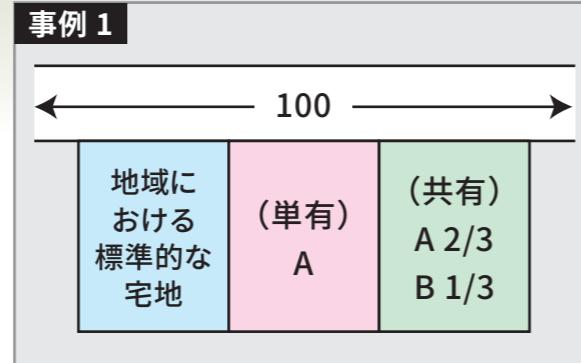 事例 1
100
地域に
おける
標準的な
宅地
（単有）
A
（共有）
A 2/3
B 1/3